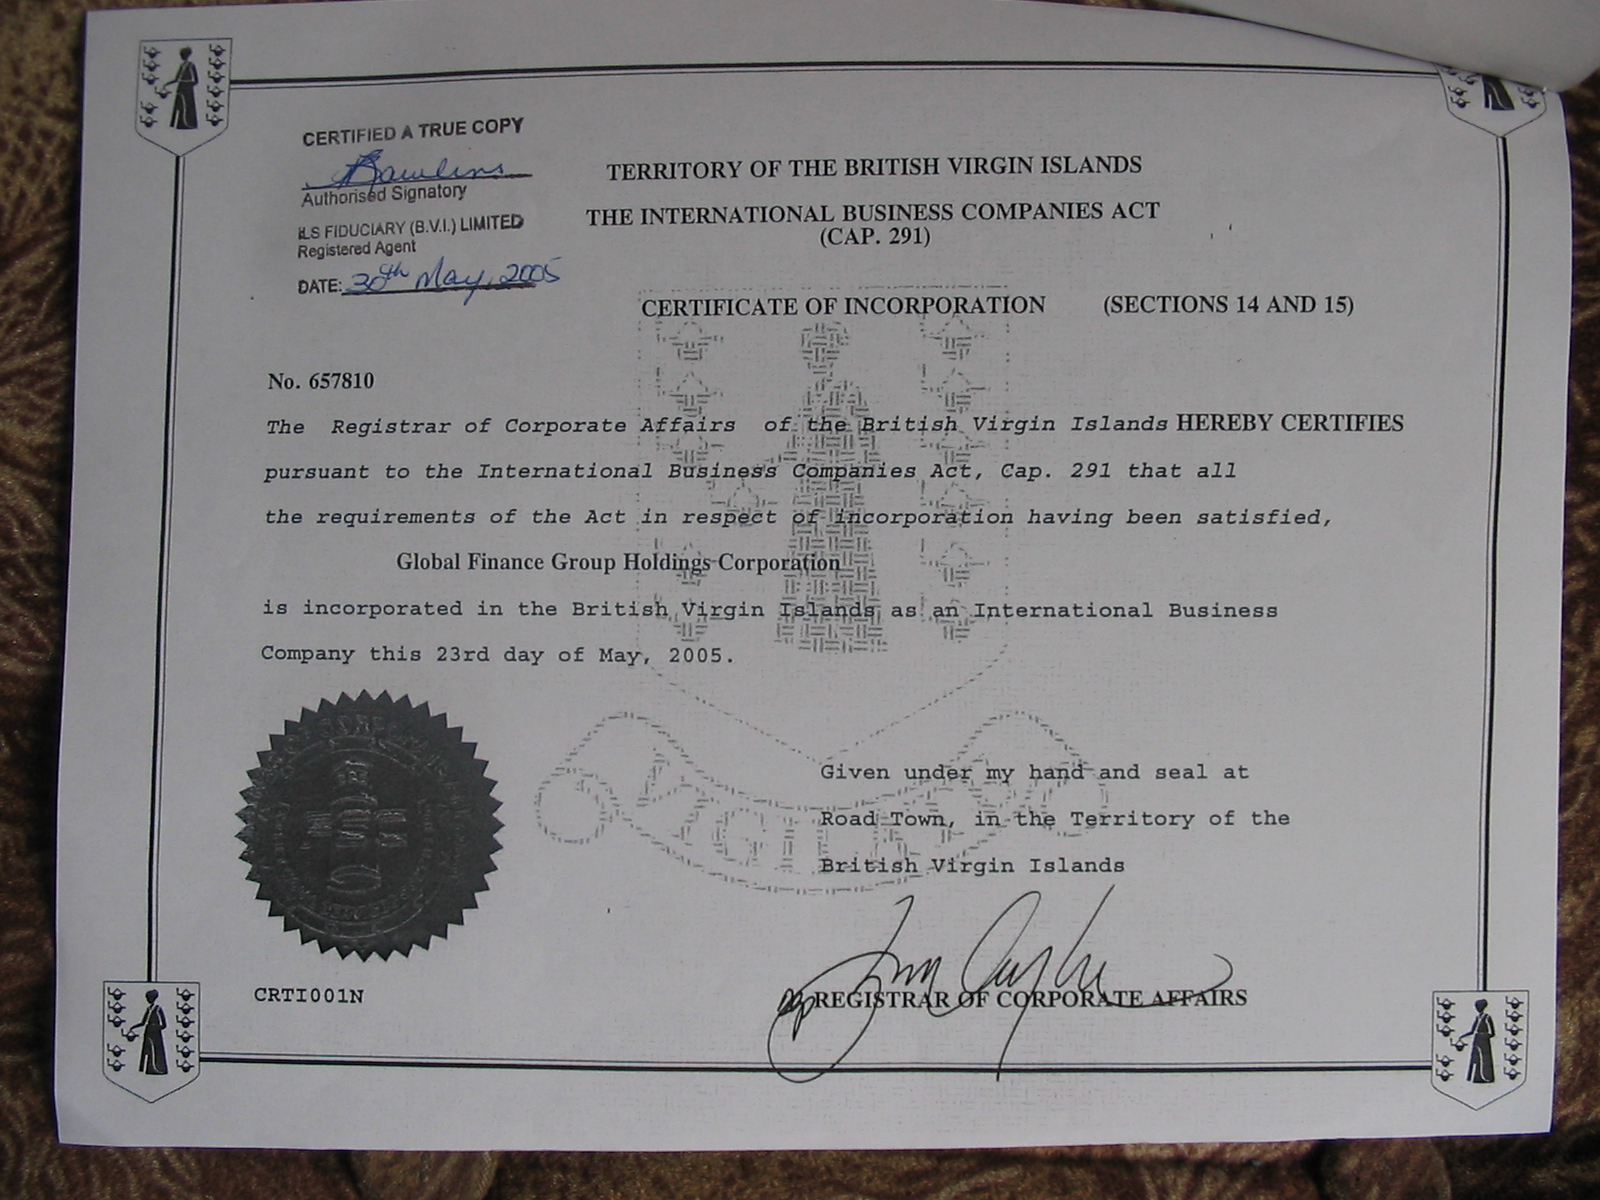 CERTIFIED A TRUE COPY
Authorised Signatory
ILS FIDUCIARY (B.V.I.) LIMITED
Registered Agent
DATE: 30th May, 2005
TERRITORY OF THE BRITISH VIRGIN ISLANDS
THE INTERNATIONAL BUSINESS COMPANIES ACT
(CAP. 291)
CERTIFICATE OF INCORPORATION (SECTIONS 14 AND 15)
No. 657810
The Registrar of Corporate Affairs of the British Virgin Islands HEREBY CERTIFIES
pursuant to the International Business Companies Act, Cap. 291 that all
the requirements of the Act in respect of incorporation having been satisfied,
Global Finance Group Holdings Corporation
is incorporated in the British Virgin Islands as an International Business
Company this 23rd day of May, 2005.
Given under my hand and seal at
Road Town, in the Territory of the
British Virgin Islands
CRTI001N
REGISTRAR OF CORPORATE AFFAIRS